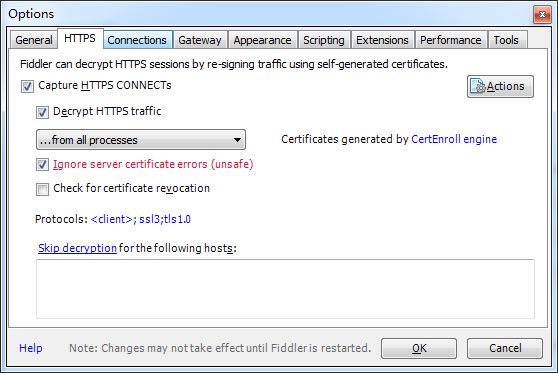 Options
General HTTPS Connections Gateway Appearance Scripting Extensions Performance Tools
Fiddler can decrypt HTTPS sessions by re-signing traffic using self-generated certificates.
Capture HTTPS CONNECTs
Actions
Decrypt HTTPS traffic
...from all processes
Certificates generated by CertEnroll engine
Ignore server certificate errors (unsafe)
Check for certificate revocation
Protocols: <client>; ssl3;tls1.0
Skip decryption for the following hosts:
Help Note: Changes may not take effect until Fiddler is restarted. OK Cancel